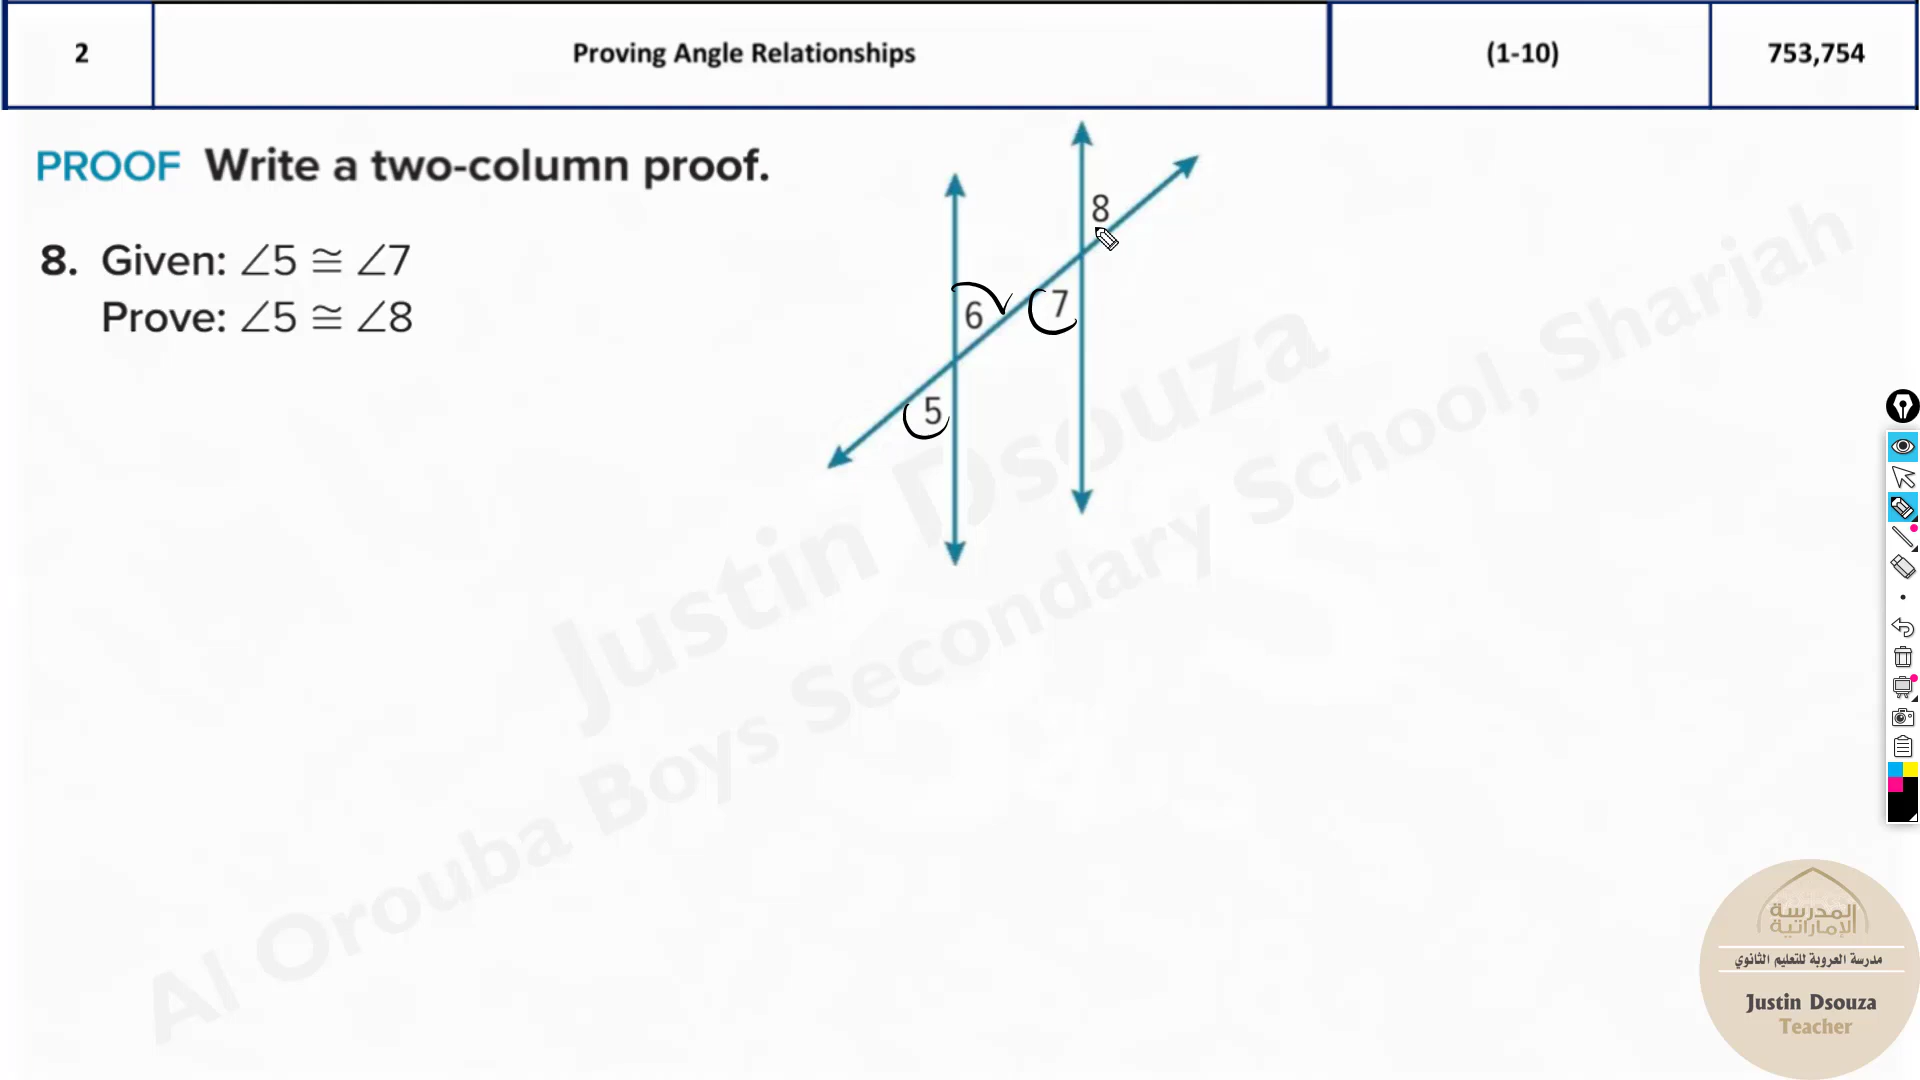 2 Proving Angle Relationships (1-10) 753,754
PROOF Write a two-column proof.
8. Given: ∠5 ≅ ∠7
Prove: ∠5 ≅ ∠8
8
6
7
5
Justin Dsouza
Al Orouba Boys Secondary School, Sharjah
المدرسة
الإماراتية
مدرسة العروبة للتعليم الثانوي
Justin Dsouza
Teacher